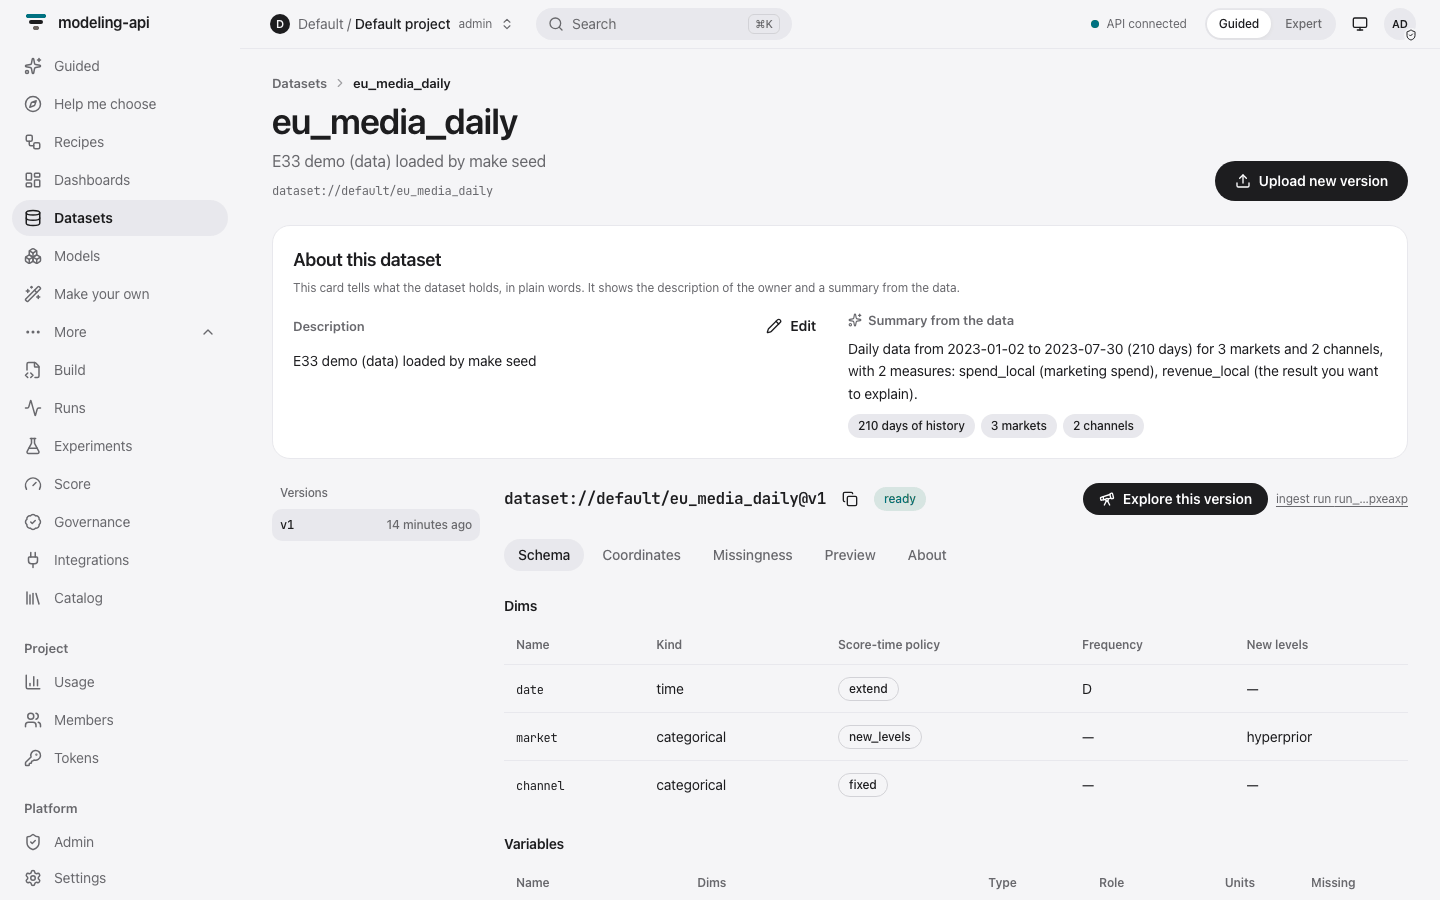 modeling-api
D Default / Default project admin
Search ⌘K
API connected
Guided Expert
AD
Guided
Help me choose
Recipes
Dashboards
Datasets
Models
Make your own
More
Build
Runs
Experiments
Score
Governance
Integrations
Catalog
Project
Usage
Members
Tokens
Platform
Admin
Settings
Datasets > eu_media_daily
eu_media_daily
E33 demo (data) loaded by make seed
dataset://default/eu_media_daily
Upload new version
About this dataset
This card tells what the dataset holds, in plain words. It shows the description of the owner and a summary from the data.
Description
Edit
E33 demo (data) loaded by make seed
Summary from the data
Daily data from 2023-01-02 to 2023-07-30 (210 days) for 3 markets and 2 channels,
with 2 measures: spend_local (marketing spend), revenue_local (the result you want
to explain).
210 days of history 3 markets 2 channels
Versions
v1 14 minutes ago
dataset://default/eu_media_daily@v1 ready
Explore this version
ingest run run_…pxeaxp
Schema Coordinates Missingness Preview About
Dims
Name Kind Score-time policy Frequency New levels
date time extend D —
market categorical new_levels — hyperprior
channel categorical fixed — —
Variables
Name Dims Type Role Units Missing